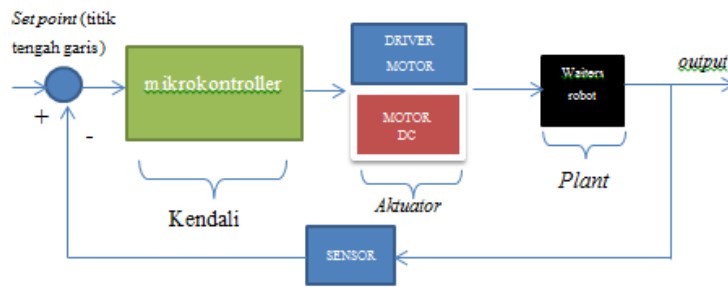 Set point (titik
tengah garis)
+
-
mikrokontroller
Kendali
DRIVER
MOTOR
MOTOR
DC
Aktuator
Waiters
robot
Plant
output
SENSOR